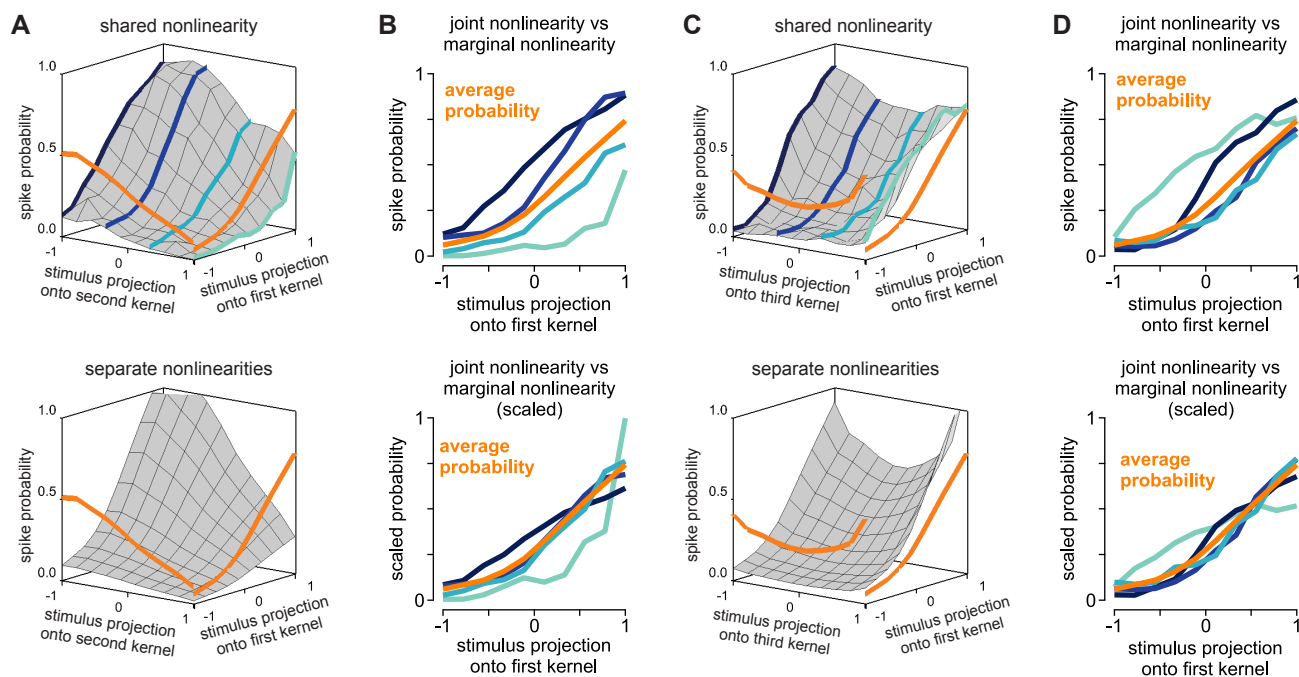 A
shared nonlinearity
1.0
0.5
0.0
spike probability
-1
0
1
stimulus projection
onto second kernel
-1
0
1
stimulus projection
onto first kernel
B
joint nonlinearity vs
marginal nonlinearity
average
probability
1
0
spike probability
−1
0
1
stimulus projection
onto first kernel
C
shared nonlinearity
1.0
0.5
0.0
spike probability
-1
0
1
stimulus projection
onto third kernel
-1
0
1
stimulus projection
onto first kernel
D
joint nonlinearity vs
marginal nonlinearity
average
probability
1
0
spike probability
−1
0
1
stimulus projection
onto first kernel
separate nonlinearities
1.0
0.5
0.0
spike probability
-1
0
1
stimulus projection
onto second kernel
-1
0
1
stimulus projection
onto first kernel
joint nonlinearity vs
marginal nonlinearity
(scaled)
average
probability
1
0
scaled probability
−1
0
1
stimulus projection
onto first kernel
separate nonlinearities
1.0
0.5
0.0
spike probability
-1
0
1
stimulus projection
onto third kernel
-1
0
1
stimulus projection
onto first kernel
joint nonlinearity vs
marginal nonlinearity
(scaled)
average
probability
1
0
scaled probability
−1
0
1
stimulus projection
onto first kernel